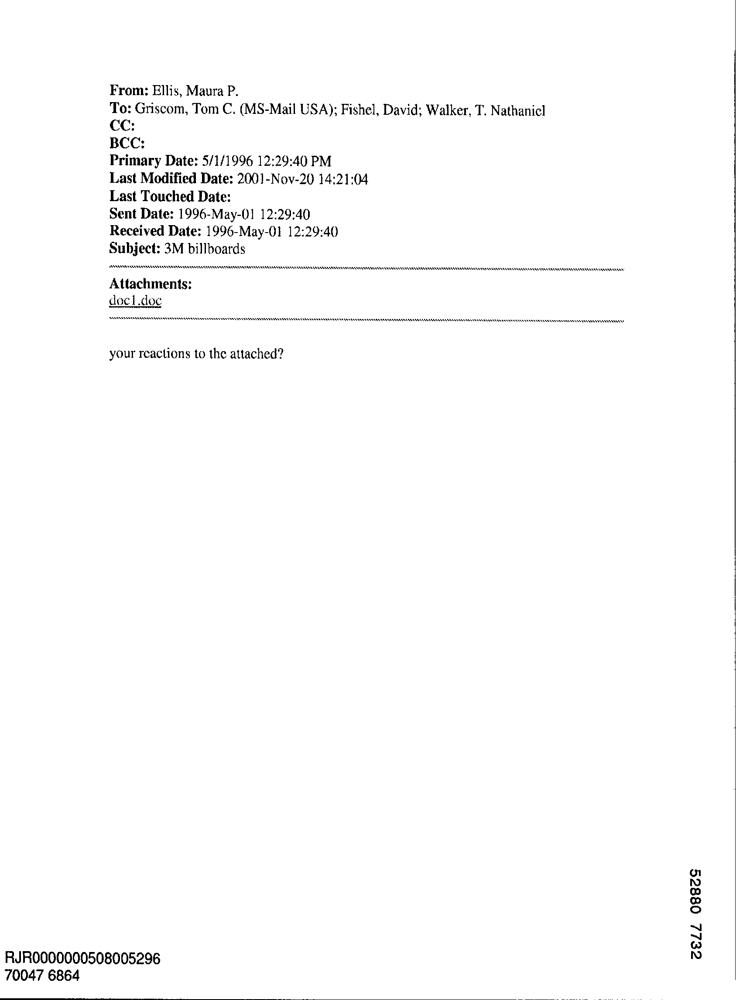 From: Ellis, Maura P.
To: Griscom, Tom C. (MS-Mail USA); Fishel, David; Walker, T. Nathaniel
CC:
BCC:
Primary Date: 5/1/1996 12:29:40 PM
Last Modified Date: 2001-Nov-20 14:21:04
Last Touched Date:
Sent Date: 1996-May-01 12:29:40
Received Date: 1996-May-01 12:29:40
Subject: 3M billboards
Attachments:
doc1.doc
your reactions to the attached?
52880 7732
RJR0000000508005296
70047 6864